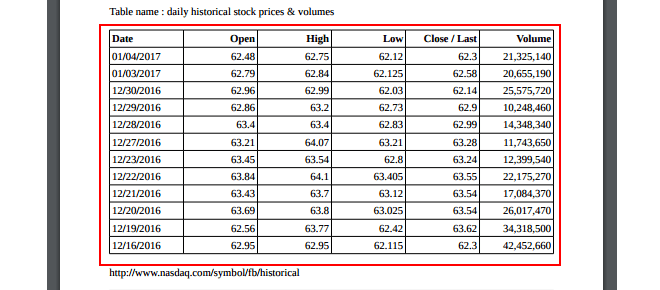 Table name : daily historical stock prices & volumes
Date Open High Low Close / Last Volume
01/04/2017 62.48 62.75 62.12 62.3 21,325,140
01/03/2017 62.79 62.84 62.125 62.58 20,655,190
12/30/2016 62.96 62.99 62.03 62.14 25,575,720
12/29/2016 62.86 63.2 62.73 62.9 10,248,460
12/28/2016 63.4 63.4 62.83 62.99 14,348,340
12/27/2016 63.21 64.07 63.21 63.28 11,743,650
12/23/2016 63.45 63.54 62.8 63.24 12,399,540
12/22/2016 63.84 64.1 63.405 63.55 22,175,270
12/21/2016 63.43 63.7 63.12 63.54 17,084,370
12/20/2016 63.69 63.8 63.025 63.54 26,017,470
12/19/2016 62.56 63.77 62.42 63.62 34,318,500
12/16/2016 62.95 62.95 62.115 62.3 42,452,660
http://www.nasdaq.com/symbol/fb/historical